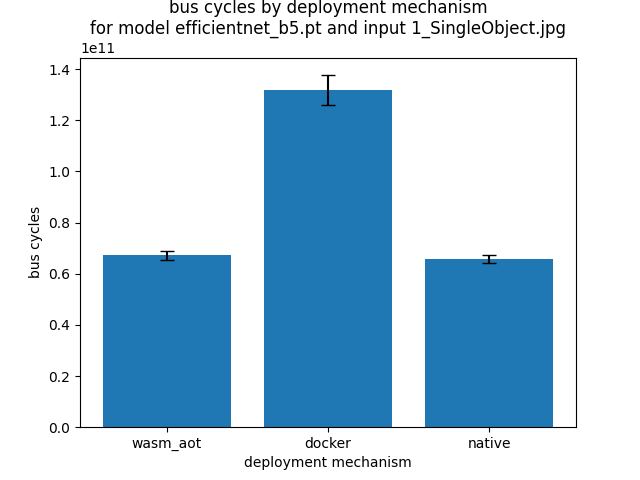 bus cycles by deployment mechanism
for model efficientnet_b5.pt and input 1_SingleObject.jpg
1e11
1.4
1.2
1.0
0.8
0.6
0.4
0.2
0.0
bus cycles
wasm_aot docker native
deployment mechanism